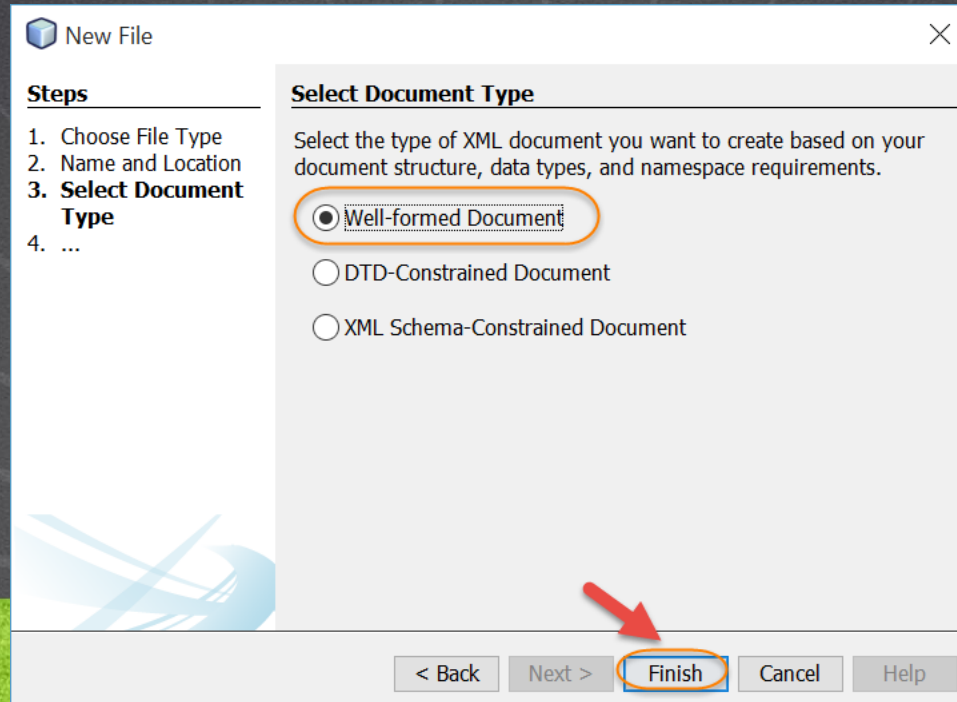 New File
Steps
1. Choose File Type
2. Name and Location
3. Select Document
Type
4. ...
Select Document Type
Select the type of XML document you want to create based on your
document structure, data types, and namespace requirements.
Well-formed Document
DTD-Constrained Document
XML Schema-Constrained Document
< Back Next > Finish Cancel Help